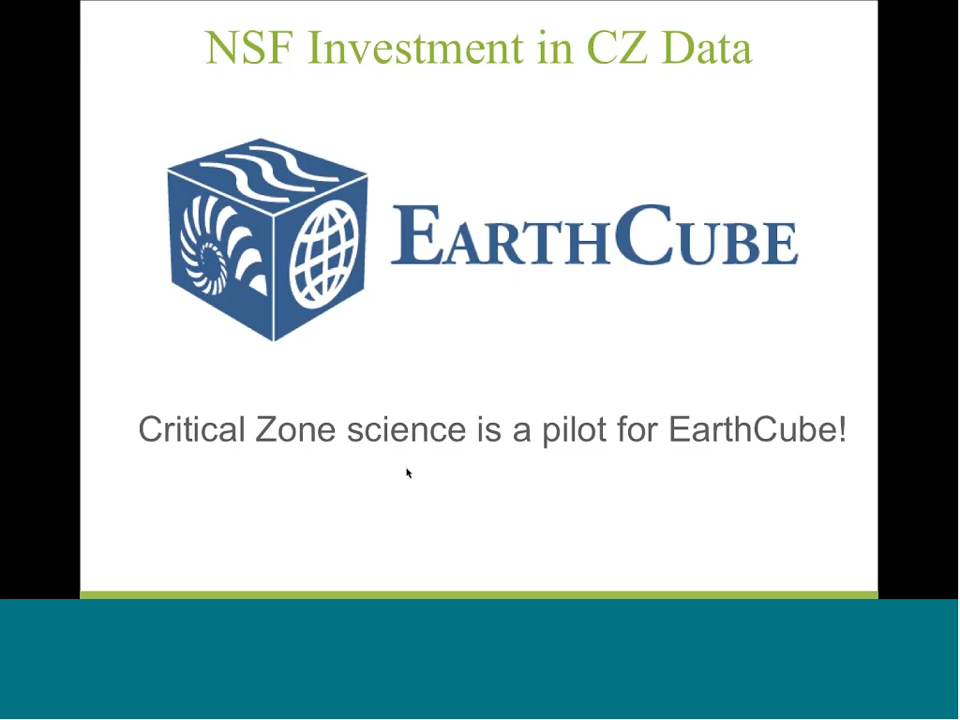 NSF Investment in CZ Data
EARTHCUBE
Critical Zone science is a pilot for EarthCube!